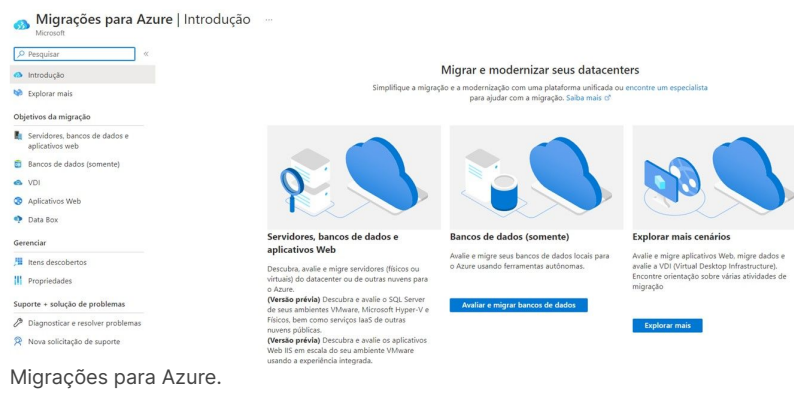 Migrações para Azure | Introdução ...
Microsoft
Pesquisar
«
Introdução
Explorar mais
Objetivos da migração
Servidores, bancos de dados e
aplicativos web
Bancos de dados (somente)
VDI
Aplicativos Web
Data Box
Gerenciar
Itens descobertos
Propriedades
Suporte + solução de problemas
Diagnosticar e resolver problemas
Nova solicitação de suporte
Migrar e modernizar seus datacenters
Simplifique a migração e a modernização com uma plataforma unificada ou encontre um especialista
para ajudar com a migração. Saiba mais
Servidores, bancos de dados e
aplicativos Web
Descubra, avalie e migre servidores (físicos ou
virtuais) do datacenter ou de outras nuvens para
o Azure.
(Versão prévia) Descubra e avalie o SQL Server
de seus ambientes VMware, Microsoft Hyper-V e
Físicos, bem como serviços IaaS de outras
nuvens públicas.
(Versão prévia) Descubra e avalie os aplicativos
Web IIS em escala do seu ambiente VMware
usando a experiência integrada.
Bancos de dados (somente)
Avalie e migre seus bancos de dados locais para
o Azure usando ferramentas autônomas.
Avaliar e migrar bancos de dados
Explorar mais cenários
Avalie e migre aplicativos Web, migre dados e
avalie a VDI (Virtual Desktop Infrastructure).
Encontre orientação sobre várias atividades de
migração
Explorar mais
Migrações para Azure.